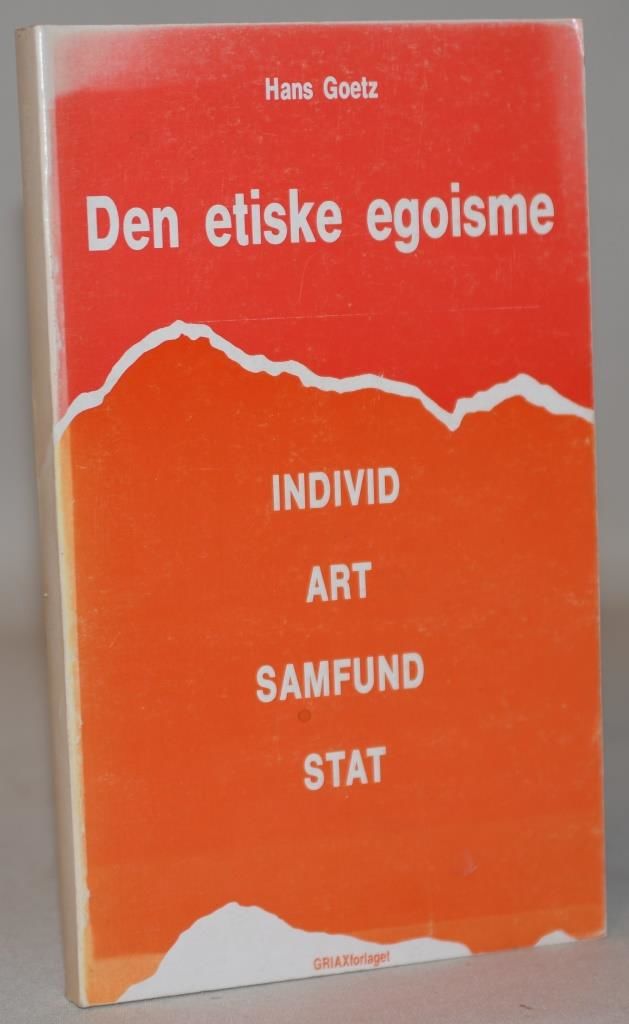 Hans Goetz
Den etiske egoisme
INDIVID
ART
SAMFUND
STAT
GRIAXforlaget